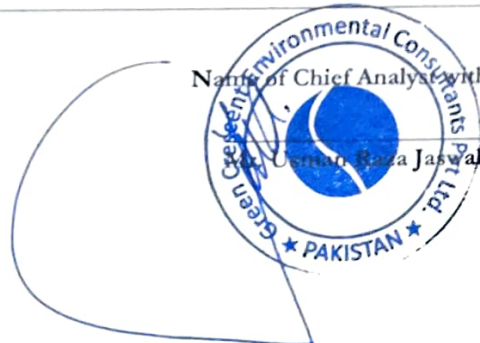 Name of Chief Analyst with
Mr. Usman Raza Jaswal
Green Crescent Environmental Consultants Pvt Ltd.
★ PAKISTAN ★